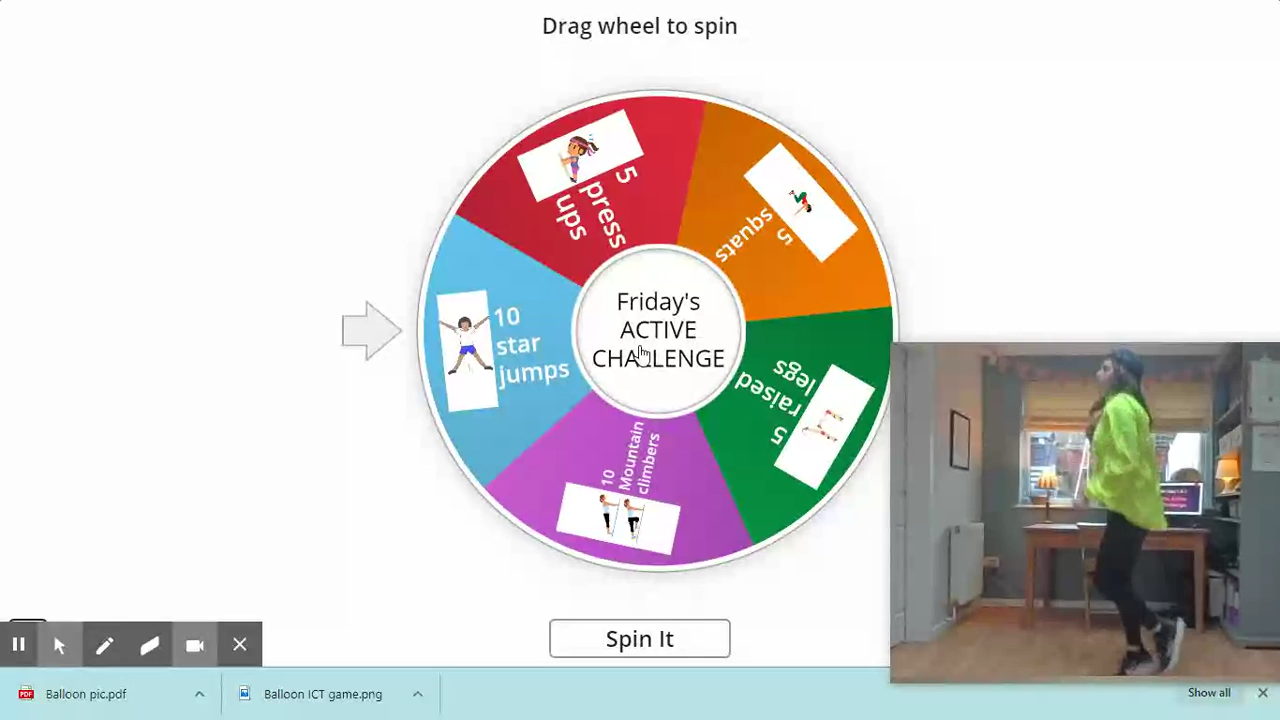 Drag wheel to spin
5
press
ups
5
squats
10
star
jumps
Friday's
ACTIVE
CHALLENGE
5
raised
legs
10
Mountain
climbers
Spin It
PDF
Balloon pic.pdf
Balloon ICT game.png
Show all